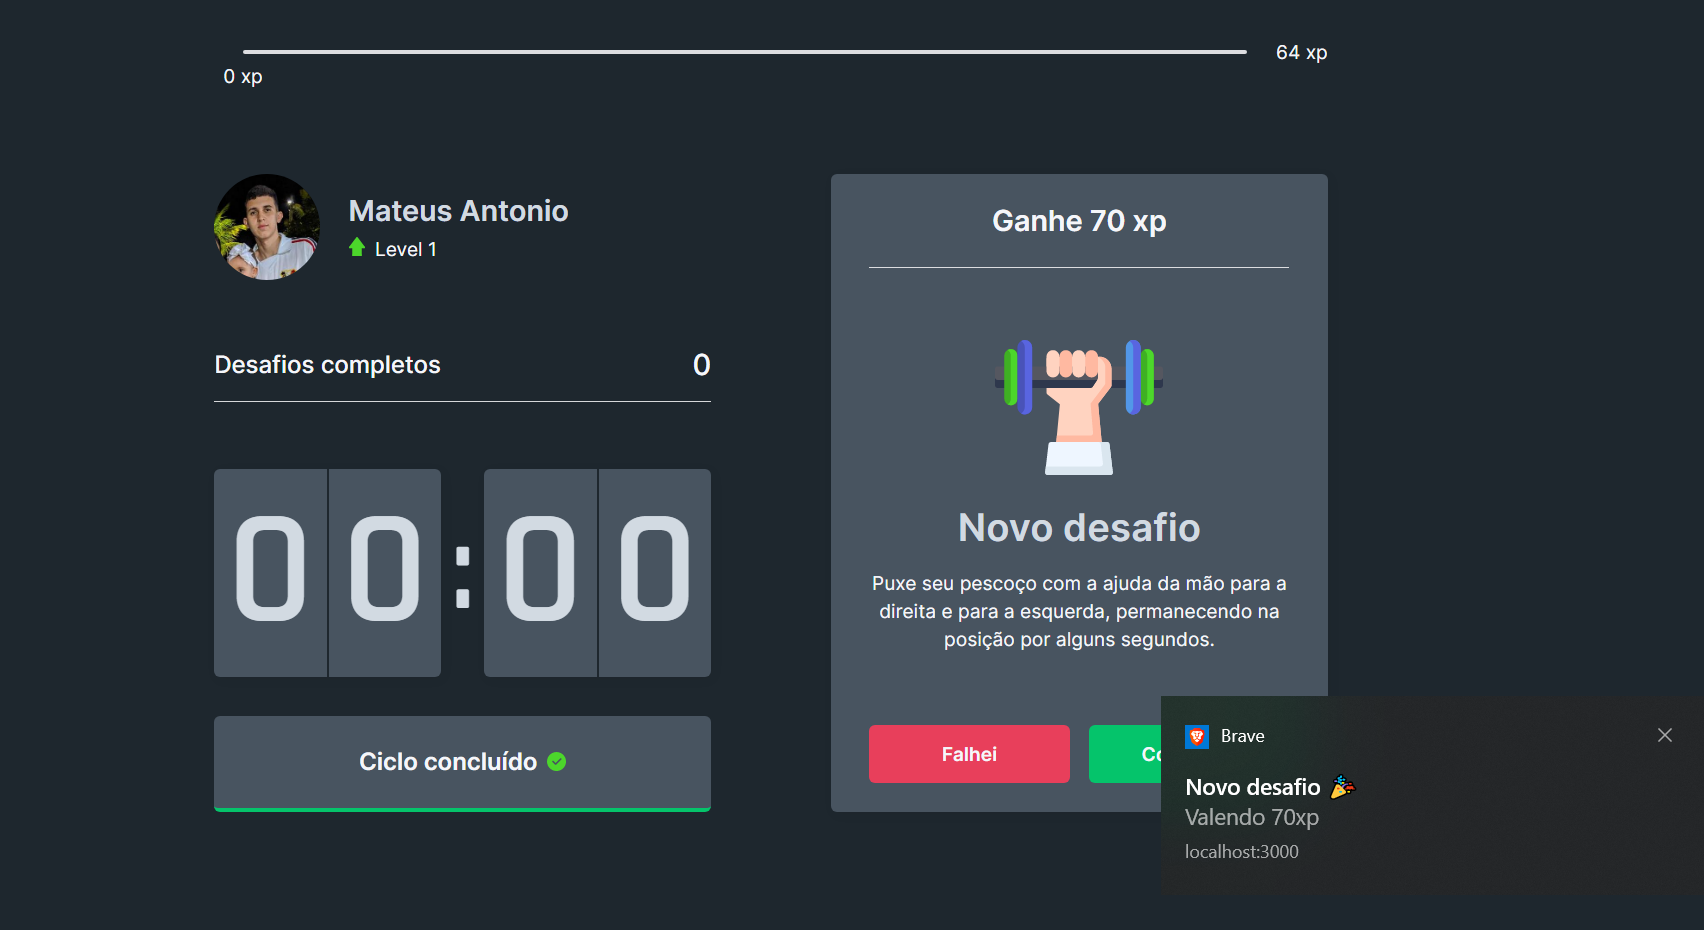 0 xp
64 xp
Mateus Antonio
Level 1
Desafios completos
0
00:00
Ciclo concluído
Ganhe 70 xp
Novo desafio
Puxe seu pescoço com a ajuda da mão para a
direita e para a esquerda, permanecendo na
posição por alguns segundos.
Falhei
Brave
Novo desafio
Valendo 70xp
localhost:3000